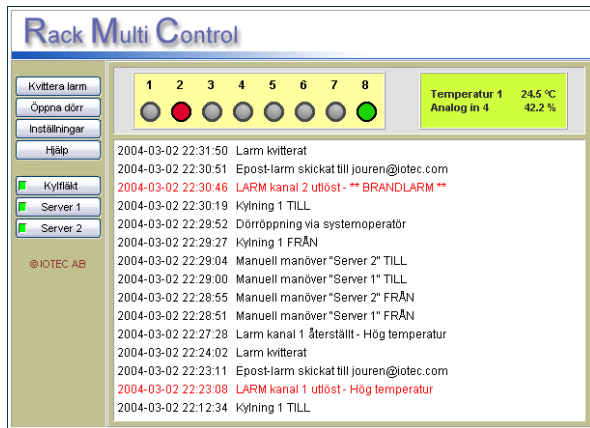 Rack Multi Control
Kvittera larm
Öppna dörr
Inställningar
Hjälp
Kylfläkt
Server 1
Server 2
© IOTEC AB
1 2 3 4 5 6 7 8
Temperatur 1 24.5 °C
Analog in 4 42.2 %
2004-03-02 22:31:50 Larm kvitterat
2004-03-02 22:30:51 Epost-larm skickat till jouren@iotec.com
2004-03-02 22:30:46 LARM kanal 2 utlöst - ** BRANDLARM **
2004-03-02 22:30:19 Kylning 1 TILL
2004-03-02 22:29:52 Dörröppning via systemoperatör
2004-03-02 22:29:27 Kylning 1 FRÅN
2004-03-02 22:29:04 Manuell manöver "Server 2" TILL
2004-03-02 22:29:00 Manuell manöver "Server 1" TILL
2004-03-02 22:28:55 Manuell manöver "Server 2" FRÅN
2004-03-02 22:28:51 Manuell manöver "Server 1" FRÅN
2004-03-02 22:27:28 Larm kanal 1 återställt - Hög temperatur
2004-03-02 22:24:02 Larm kvitterat
2004-03-02 22:23:11 Epost-larm skickat till jouren@iotec.com
2004-03-02 22:23:08 LARM kanal 1 utlöst - Hög temperatur
2004-03-02 22:12:34 Kylning 1 TILL